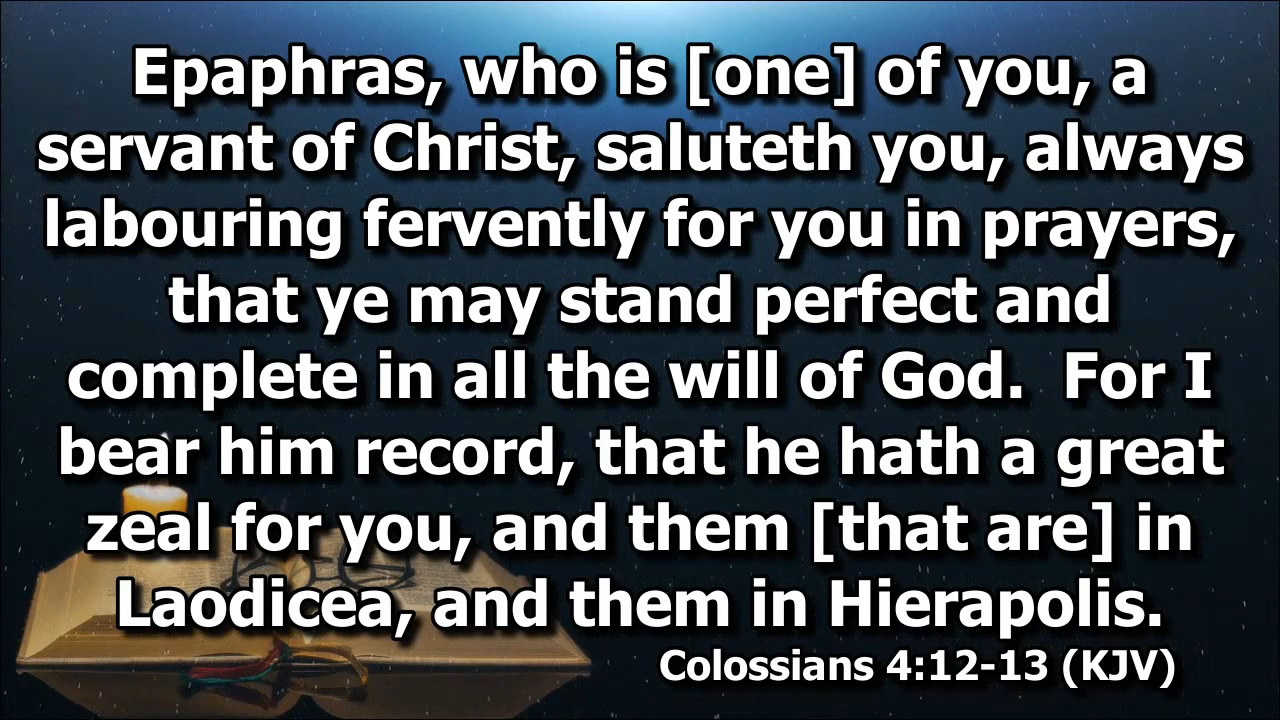 Epaphras, who is [one] of you, a
servant of Christ, saluteth you, always
labouring fervently for you in prayers,
that ye may stand perfect and
complete in all the will of God.  For I
bear him record, that he hath a great
zeal for you, and them [that are] in
Laodicea, and them in Hierapolis.
Colossians 4:12-13 (KJV)